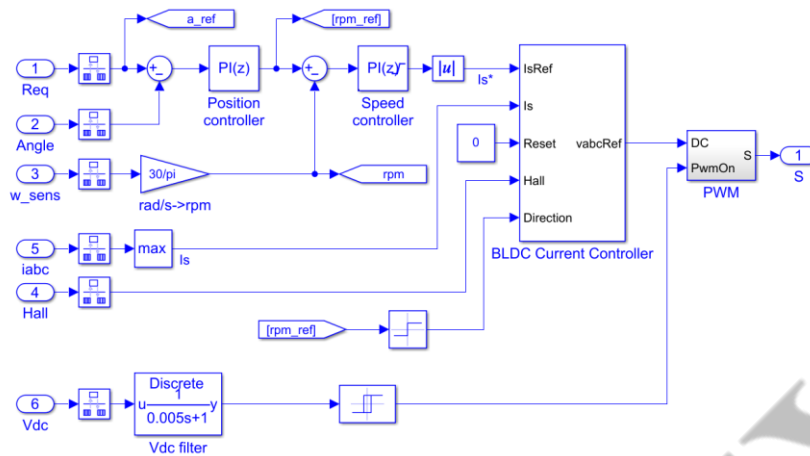 a_ref
[rpm_ref]
1
Req
+
-
PI(z)
Position
controller
+
-
PI(z)
Speed
controller
|u|
Is*
2
Angle
3
w_sens
30/pi
rad/s->rpm
rpm
5
iabc
max
Is
4
Hall
[rpm_ref]
0
IsRef
Is
Reset
Hall
Direction
vabcRef
BLDC Current Controller
DC
PwmOn
S
PWM
1
S
6
Vdc
Discrete
u 1 y
0.005s+1
Vdc filter